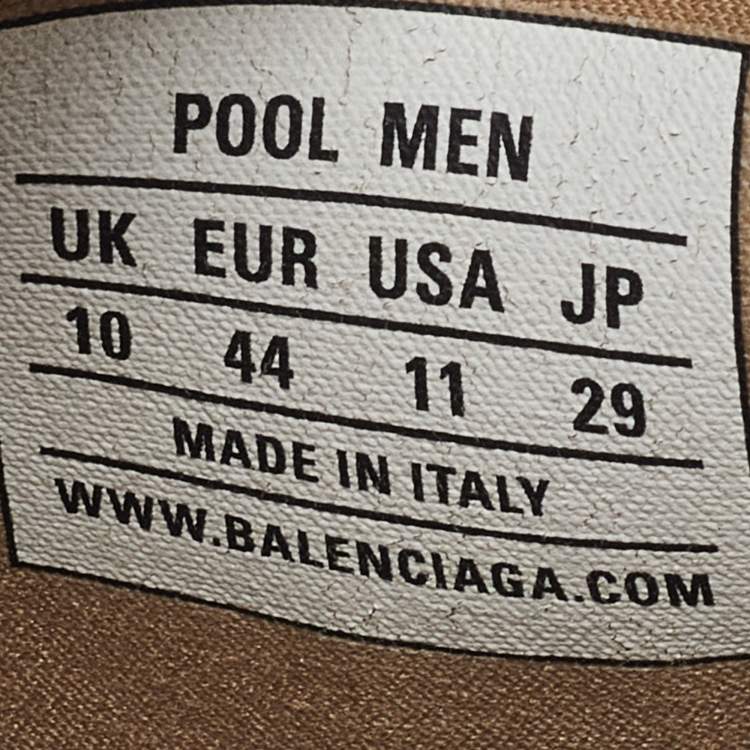 POOL MEN
UK EUR USA JP
10 44 11 29
MADE IN ITALY
WWW.BALENCIAGA.COM